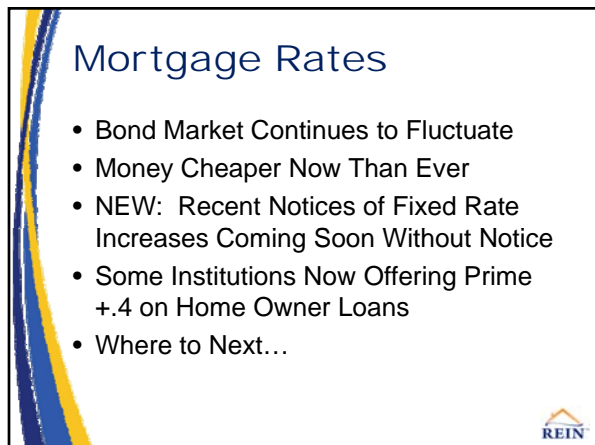 Mortgage Rates
• Bond Market Continues to Fluctuate
• Money Cheaper Now Than Ever
• NEW:  Recent Notices of Fixed Rate
Increases Coming Soon Without Notice
• Some Institutions Now Offering Prime
+.4 on Home Owner Loans
• Where to Next…
REIN